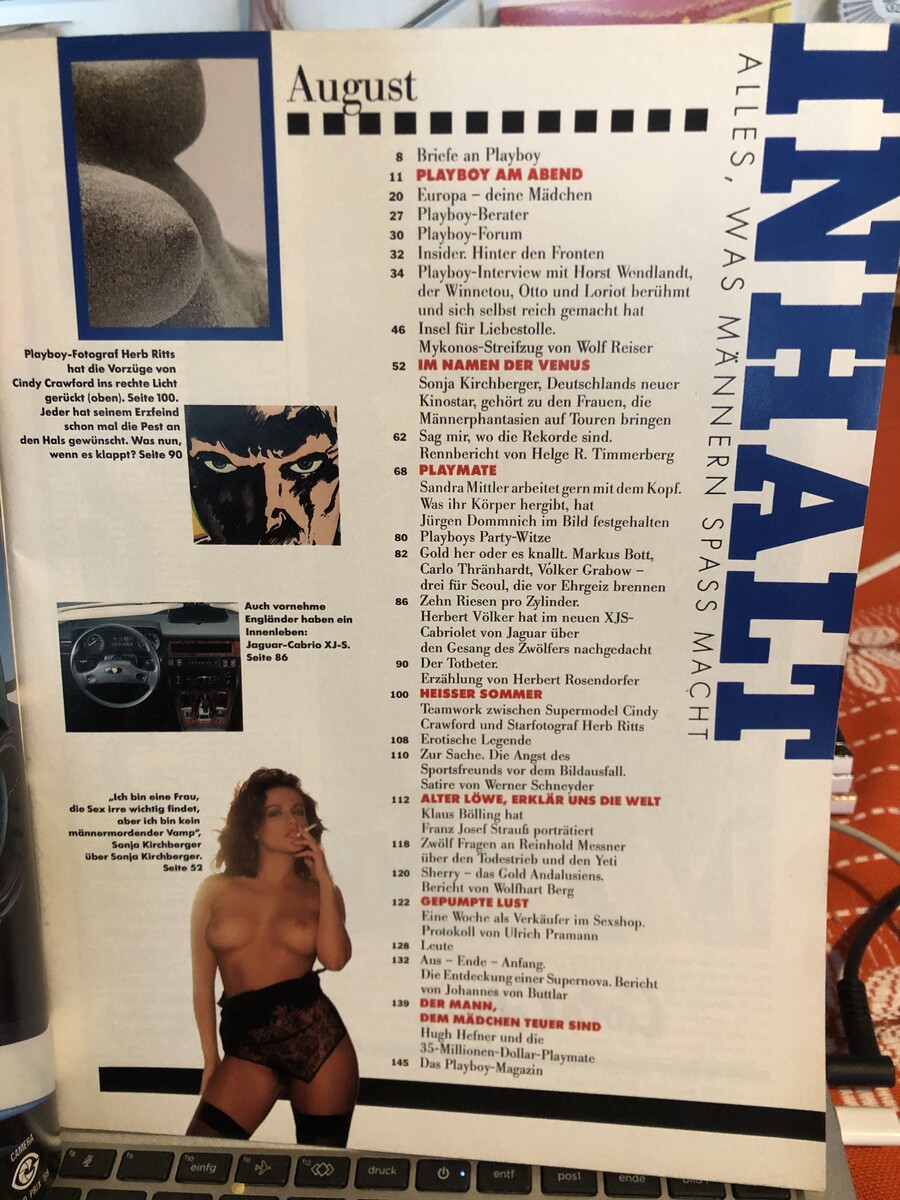 August
8 Briefe an Playboy
11 PLAYBOY AM ABEND
20 Europa – deine Mädchen
27 Playboy-Berater
30 Playboy-Forum
32 Insider. Hinter den Fronten
34 Playboy-Interview mit Horst Wendlandt,
der Winnetou, Otto und Loriot berühmt
und sich selbst reich gemacht hat
46 Insel für Liebestolle.
Mykonos-Streifzug von Wolf Reiser
52 IM NAMEN DER VENUS
Sonja Kirchberger, Deutschlands neuer
Kinostar, gehört zu den Frauen, die
Männerphantasien auf Touren bringen
62 Sag mir, wo die Rekorde sind.
Rennbericht von Helge R. Timmerberg
68 PLAYMATE
Sandra Mittler arbeitet gern mit dem Kopf.
Was ihr Körper hergibt, hat
Jürgen Dommnich im Bild festgehalten
80 Playboys Party-Witze
82 Gold her oder es knallt. Markus Bott,
Carlo Thränhardt, Volker Grabow –
drei für Seoul, die vor Ehrgeiz brennen
86 Zehn Riesen pro Zylinder.
Herbert Völker hat im neuen XJS-
Cabriolet von Jaguar über
den Gesang des Zwölfers nachgedacht
90 Der Totbeter.
Erzählung von Herbert Rosendorfer
100 HEISSER SOMMER
Teamwork zwischen Supermodel Cindy
Crawford und Starfotograf Herb Ritts
108 Erotische Legende
110 Zur Sache. Die Angst des
Sportsfreunds vor dem Bildausfall.
Satire von Werner Schneyder
112 ALTER LÖWE, ERKLÄR UNS DIE WELT
Klaus Bölling hat
Franz Josef Strauß porträtiert
118 Zwölf Fragen an Reinhold Messner
über den Todestrieb und den Yeti
120 Sherry – das Gold Andalusiens.
Bericht von Wolfhart Berg
122 GEPUMPTE LUST
Eine Woche als Verkäufer im Sexshop.
Protokoll von Ulrich Pramann
128 Leute
132 Aus – Ende – Anfang.
Die Entdeckung einer Supernova. Bericht
von Johannes von Buttlar
139 DER MANN,
DEM MÄDCHEN TEUER SIND
Hugh Hefner und die
35-Millionen-Dollar-Playmate
145 Das Playboy-Magazin
Playboy-Fotograf Herb Ritts
hat die Vorzüge von
Cindy Crawford ins rechte Licht
gerückt (oben). Seite 100.
Jeder hat seinem Erzfeind
schon mal die Pest an
den Hals gewünscht. Was nun,
wenn es klappt? Seite 90
Auch vornehme
Engländer haben ein
Innenleben:
Jaguar-Cabrio XJ-S.
Seite 86
„Ich bin eine Frau,
die Sex irre wichtig findet,
aber ich bin kein
männermordender Vamp“,
Sonja Kirchberger
über Sonja Kirchberger.
Seite 52
ALLES, WAS MÄNNERN SPASS MACHT
INHALT
CAMERA
f8
f9
f10
einfg
f11
f12
druck
entf
pos1
ende